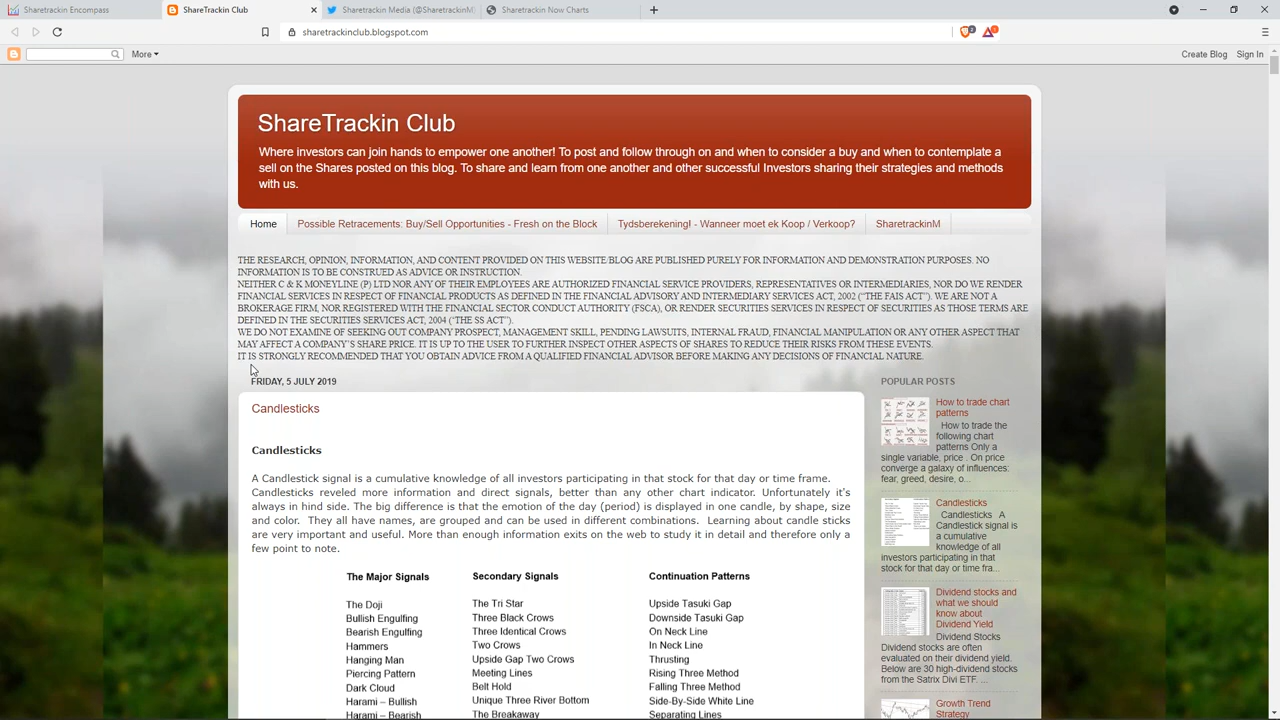 Sharetrackin Encompass
ShareTrackin Club
Sharetrackin Media (@SharetrackinM)
Sharetrackin Now Charts
sharetrackinclub.blogspot.com
More
Create Blog
Sign In
ShareTrackin Club
Where investors can join hands to empower one another! To post and follow through on and when to consider a buy and when to contemplate a
sell on the Shares posted on this blog. To share and learn from one another and other successful Investors sharing their strategies and methods
with us.
Home
Possible Retracements: Buy/Sell Opportunities - Fresh on the Block
Tydsberekening! - Wanneer moet ek Koop / Verkoop?
SharetrackinM
THE RESEARCH, OPINION, INFORMATION, AND CONTENT PROVIDED ON THIS WEBSITE/BLOG ARE PUBLISHED PURELY FOR INFORMATION AND DEMONSTRATION PURPOSES. NO
INFORMATION IS TO BE CONSTRUED AS ADVICE OR INSTRUCTION.
NEITHER C & K MONEYLINE (P) LTD NOR ANY OF THEIR EMPLOYEES ARE AUTHORIZED FINANCIAL SERVICE PROVIDERS, REPRESENTATIVES OR INTERMEDIARIES, NOR DO WE RENDER
FINANCIAL SERVICES IN RESPECT OF FINANCIAL PRODUCTS AS DEFINED IN THE FINANCIAL ADVISORY AND INTERMEDIARY SERVICES ACT, 2002 (“THE FAIS ACT”). WE ARE NOT A
BROKERAGE FIRM, NOR REGISTERED WITH THE FINANCIAL SECTOR CONDUCT AUTHORITY (FSCA), OR RENDER SECURITIES SERVICES IN RESPECT OF SECURITIES AS THOSE TERMS ARE
DEFINED IN THE SECURITIES SERVICES ACT, 2004 (“THE SS ACT”).
WE DO NOT EXAMINE OF SEEKING OUT COMPANY PROSPECT, MANAGEMENT SKILL, PENDING LAWSUITS, INTERNAL FRAUD, FINANCIAL MANIPULATION OR ANY OTHER ASPECT THAT
MAY AFFECT A COMPANY’S SHARE PRICE. IT IS UP TO THE USER TO FURTHER INSPECT OTHER ASPECTS OF SHARES TO REDUCE THEIR RISKS FROM THESE EVENTS.
IT IS STRONGLY RECOMMENDED THAT YOU OBTAIN ADVICE FROM A QUALIFIED FINANCIAL ADVISOR BEFORE MAKING ANY DECISIONS OF FINANCIAL NATURE.
FRIDAY, 5 JULY 2019
Candlesticks
Candlesticks
A Candlestick signal is a cumulative knowledge of all investors participating in that stock for that day or time frame.
Candlesticks reveled more information and direct signals, better than any other chart indicator. Unfortunately it's
always in hind side. The big difference is that the emotion of the day (period) is displayed in one candle, by shape, size
and color. They all have names, are grouped and can be used in different combinations. Learning about candle sticks
are very important and useful. More than enough information exits on the web to study it in detail and therefore only a
few point to note.
The Major Signals
The Doji
Bullish Engulfing
Bearish Engulfing
Hammers
Hanging Man
Piercing Pattern
Dark Cloud
Harami – Bullish
Harami – Bearish
Secondary Signals
The Tri Star
Three Black Crows
Three Identical Crows
Two Crows
Upside Gap Two Crows
Meeting Lines
Belt Hold
Unique Three River Bottom
The Breakaway
Continuation Patterns
Upside Tasuki Gap
Downside Tasuki Gap
On Neck Line
In Neck Line
Thrusting
Rising Three Method
Falling Three Method
Side-By-Side White Line
Separating Lines
POPULAR POSTS
How to trade chart
patterns
How to trade the
following chart
patterns Only a
single variable, price . On price
converge a galaxy of influences:
fear, greed, desire, o...
Candlesticks
Candlesticks A
Candlestick signal is
a cumulative
knowledge of all
investors participating in that
stock for that day or time fra...
Dividend stocks and
what we should
know about
Dividend Yield
Dividend Stocks
Dividend stocks are often
evaluated on their dividend yield.
Below are 30 high-dividend stocks
from the Satrix Divi ETF. ...
Growth Trend
Strategy